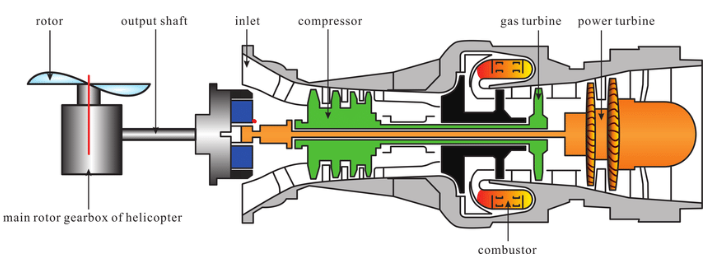 rotor
output shaft
inlet
compressor
gas turbine
power turbine
main rotor gearbox of helicopter
combustor